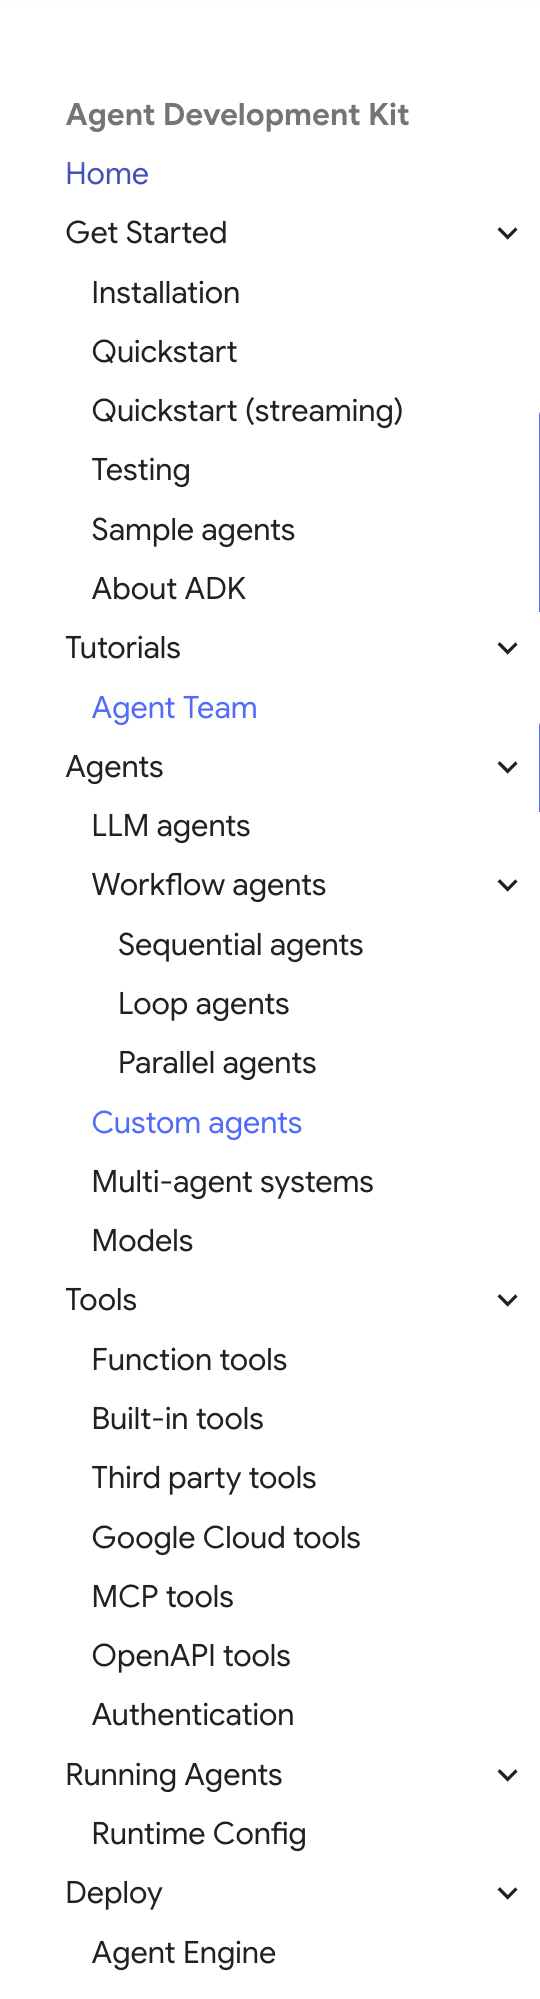 Agent Development Kit
Home
Get Started
Installation
Quickstart
Quickstart (streaming)
Testing
Sample agents
About ADK
Tutorials
Agent Team
Agents
LLM agents
Workflow agents
Sequential agents
Loop agents
Parallel agents
Custom agents
Multi-agent systems
Models
Tools
Function tools
Built-in tools
Third party tools
Google Cloud tools
MCP tools
OpenAPI tools
Authentication
Running Agents
Runtime Config
Deploy
Agent Engine